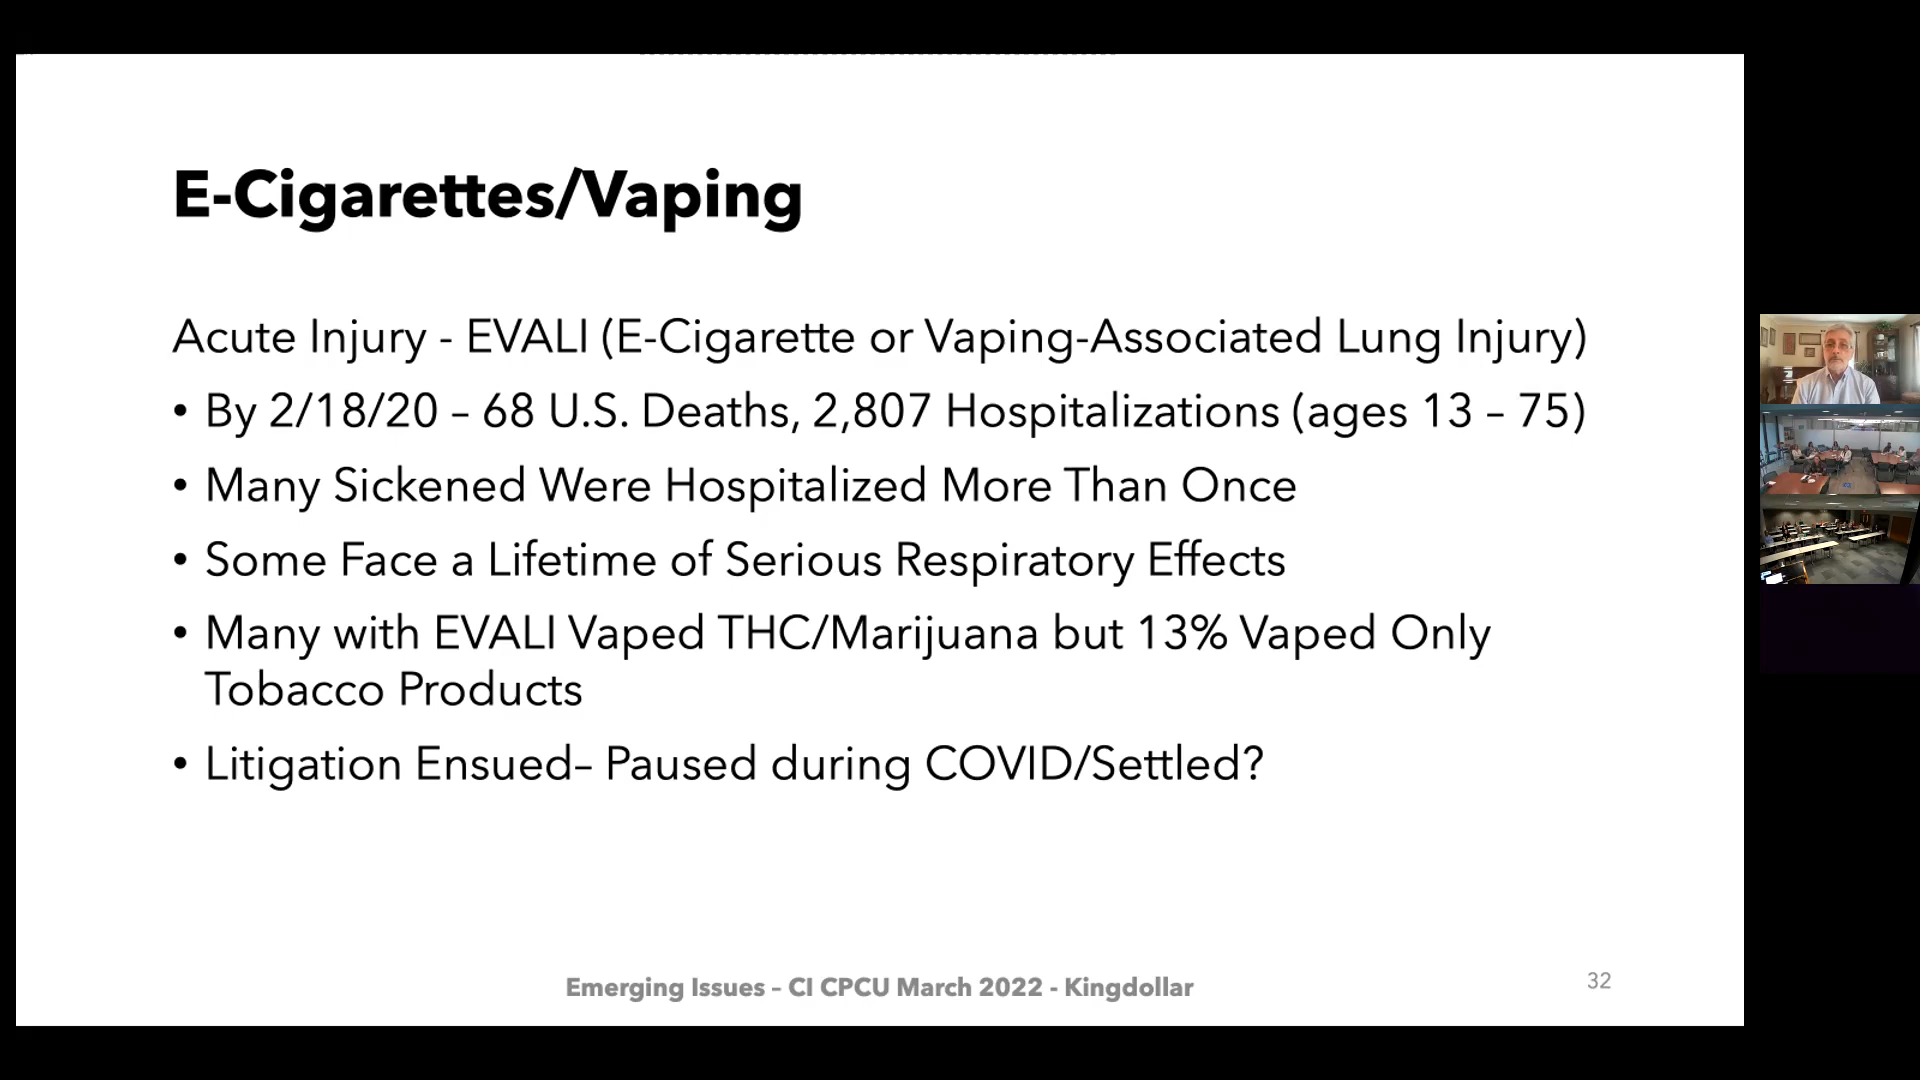 E-Cigarettes/Vaping
Acute Injury - EVALI (E-Cigarette or Vaping-Associated Lung Injury)
• By 2/18/20 – 68 U.S. Deaths, 2,807 Hospitalizations (ages 13 – 75)
• Many Sickened Were Hospitalized More Than Once
• Some Face a Lifetime of Serious Respiratory Effects
• Many with EVALI Vaped THC/Marijuana but 13% Vaped Only
Tobacco Products
• Litigation Ensued– Paused during COVID/Settled?
Emerging Issues – CI CPCU March 2022 - Kingdollar
32